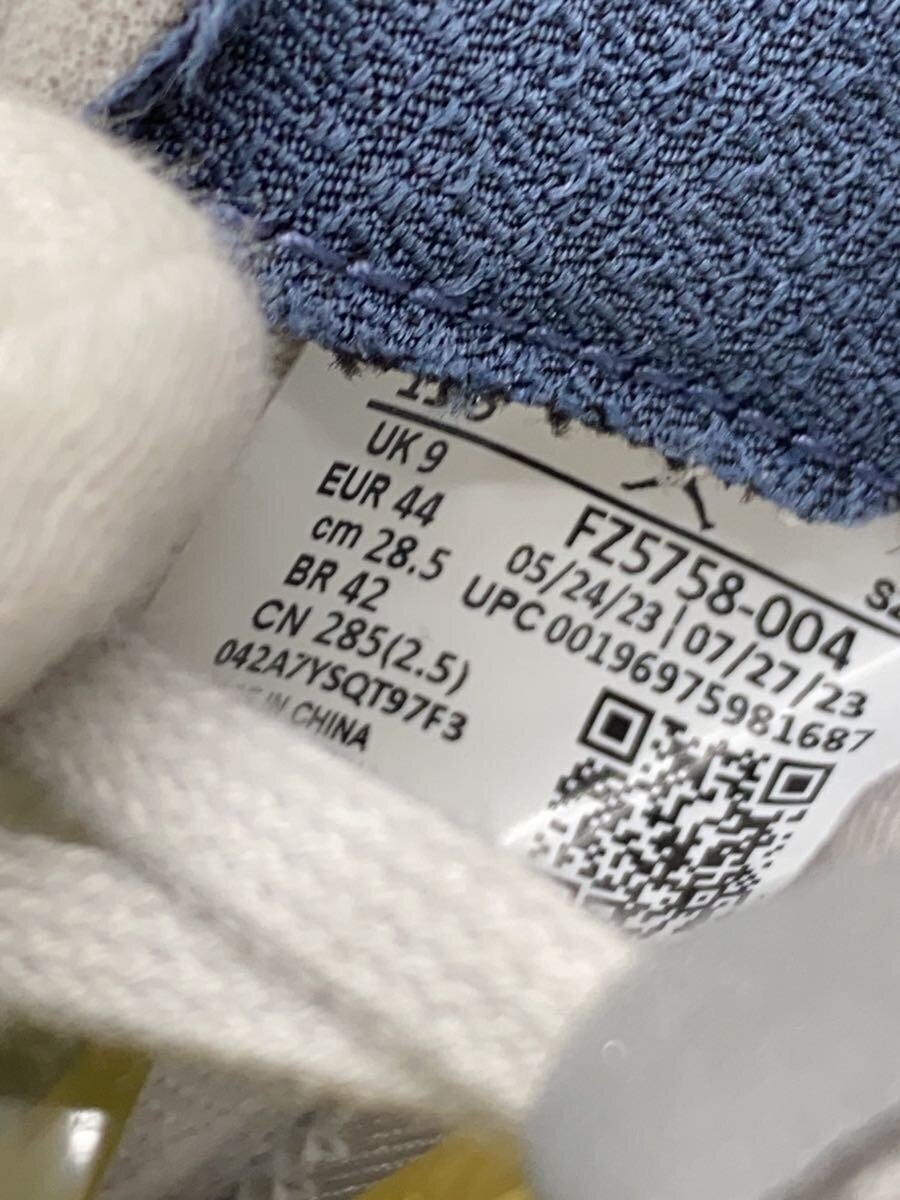 UK 9
EUR 44
cm 28.5
BR 42
CN 285(2.5)
042A7YSQT97F3
IN CHINA
FZ5758-004
05/24/23 | 07/27/23
UPC 00196975981687